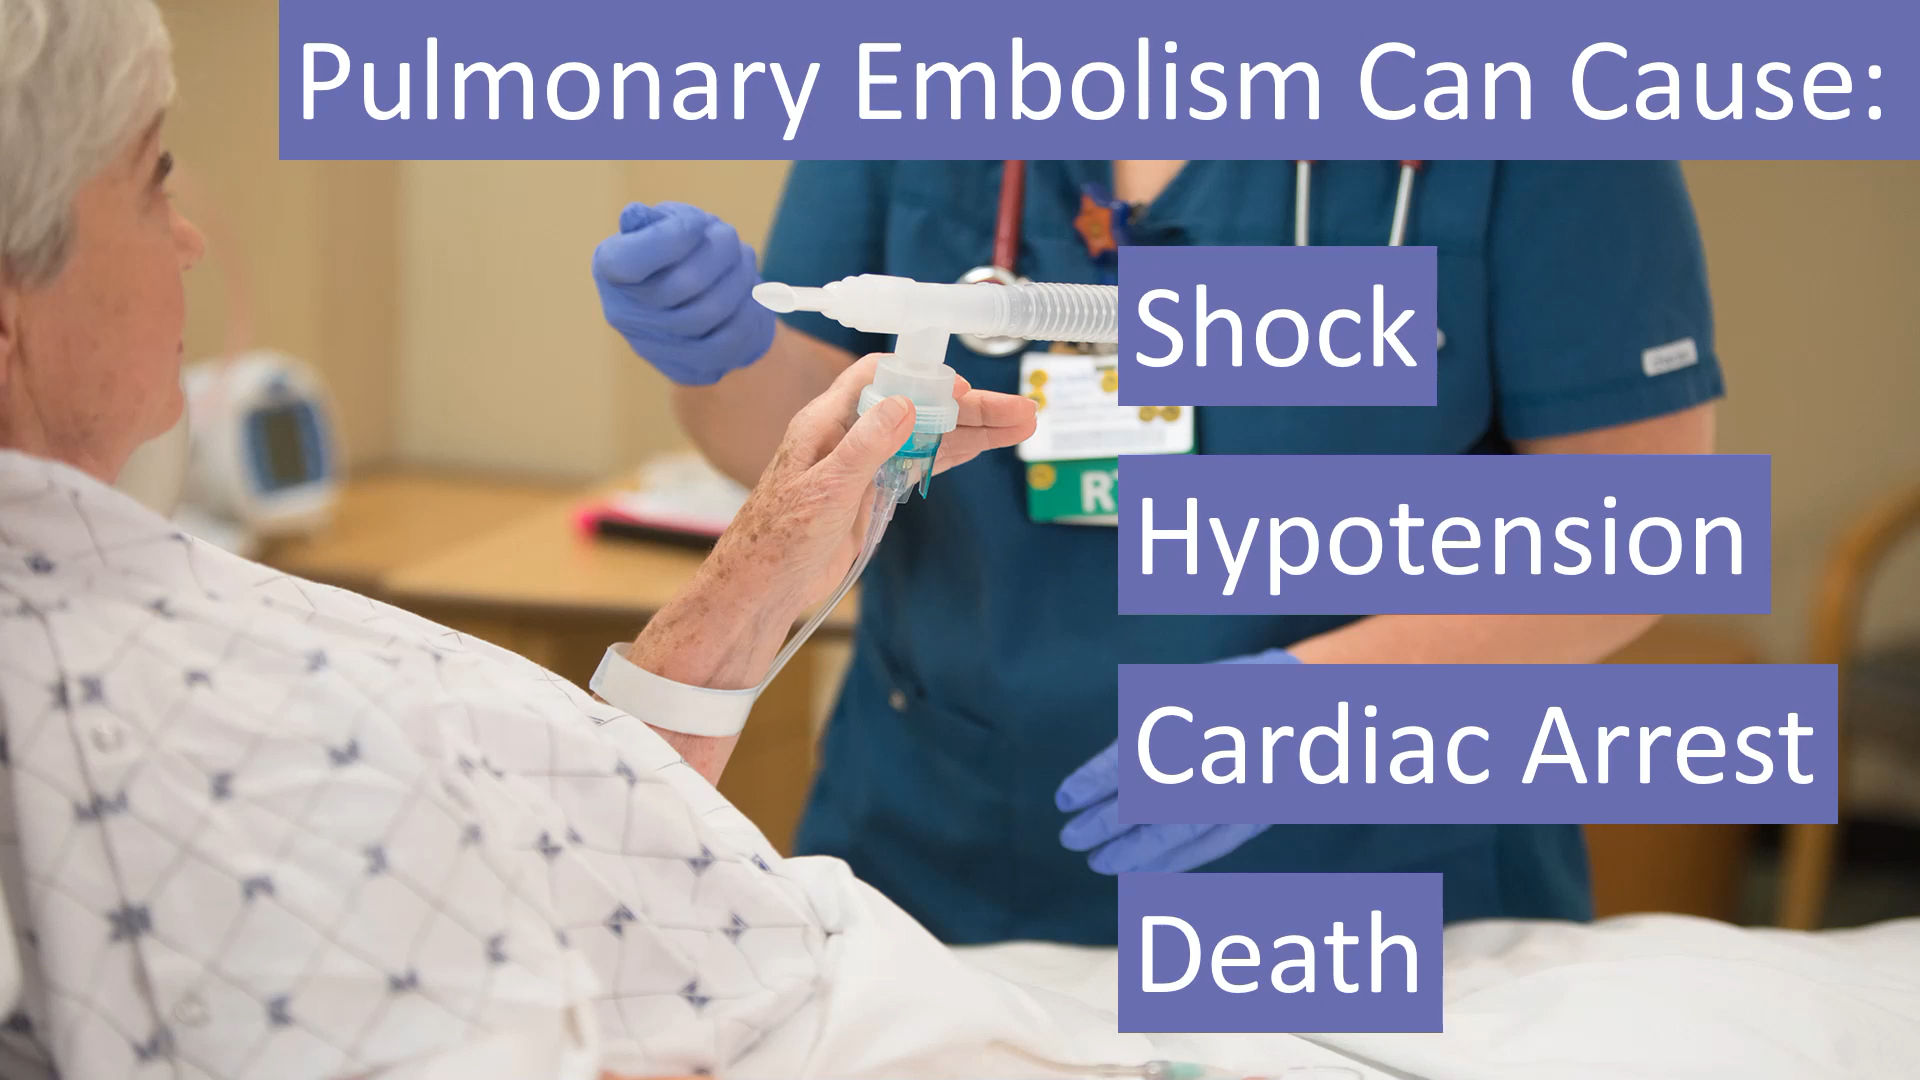 Pulmonary Embolism Can Cause:
Shock
Hypotension
Cardiac Arrest
Death